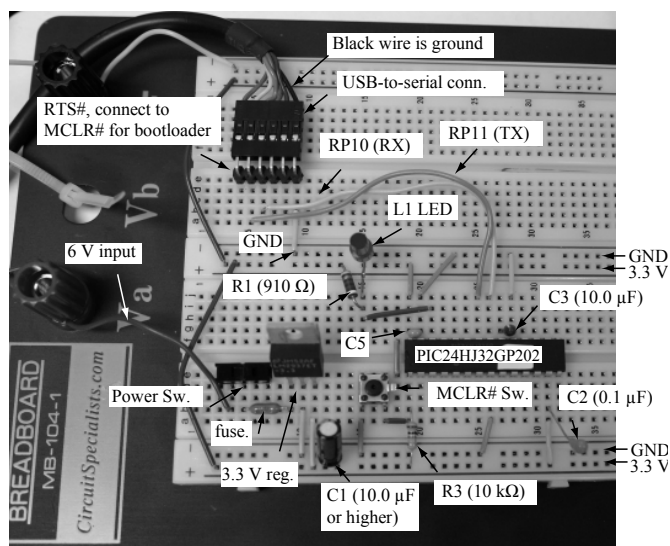 Black wire is ground
USB-to-serial conn.
RTS#, connect to
MCLR# for bootloader
RP10 (RX)
RP11 (TX)
L1 LED
Vb
GND
6 V input
GND
3.3 V
R1 (910 Ω)
C3 (10.0 µF)
Va
C5
PIC24HJ32GP202
Power Sw.
MCLR# Sw.
C2 (0.1 µF)
fuse.
3.3 V reg.
C1 (10.0 µF
or higher)
R3 (10 kΩ)
GND
3.3 V
BREADBOARD
MB-104-1
CircuitSpecialists.com